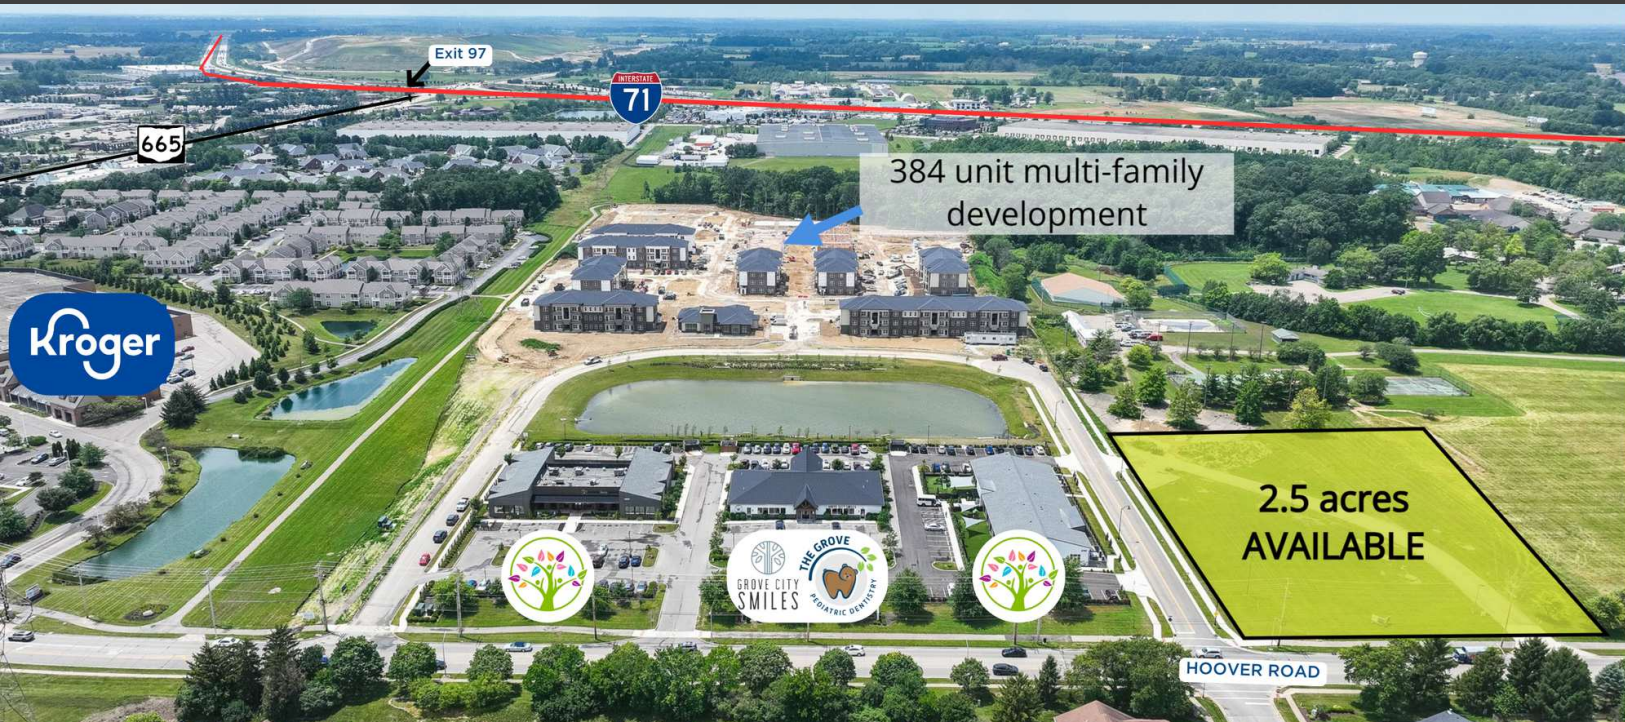 Exit 97
INTERSTATE
71
665
384 unit multi-family
development
Kroger
2.5 acres
AVAILABLE
GROVE CITY
SMILES
THE GROVE
PEDIATRIC DENTISTRY
HOOVER ROAD